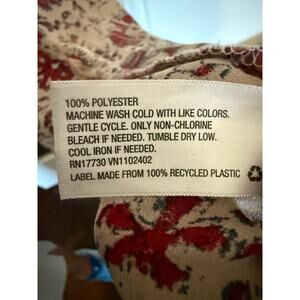 100% POLYESTER
MACHINE WASH COLD WITH LIKE COLORS.
GENTLE CYCLE. ONLY NON-CHLORINE
BLEACH IF NEEDED. TUMBLE DRY LOW.
COOL IRON IF NEEDED.
RN17730 VN1102402
LABEL MADE FROM 100% RECYCLED PLASTIC